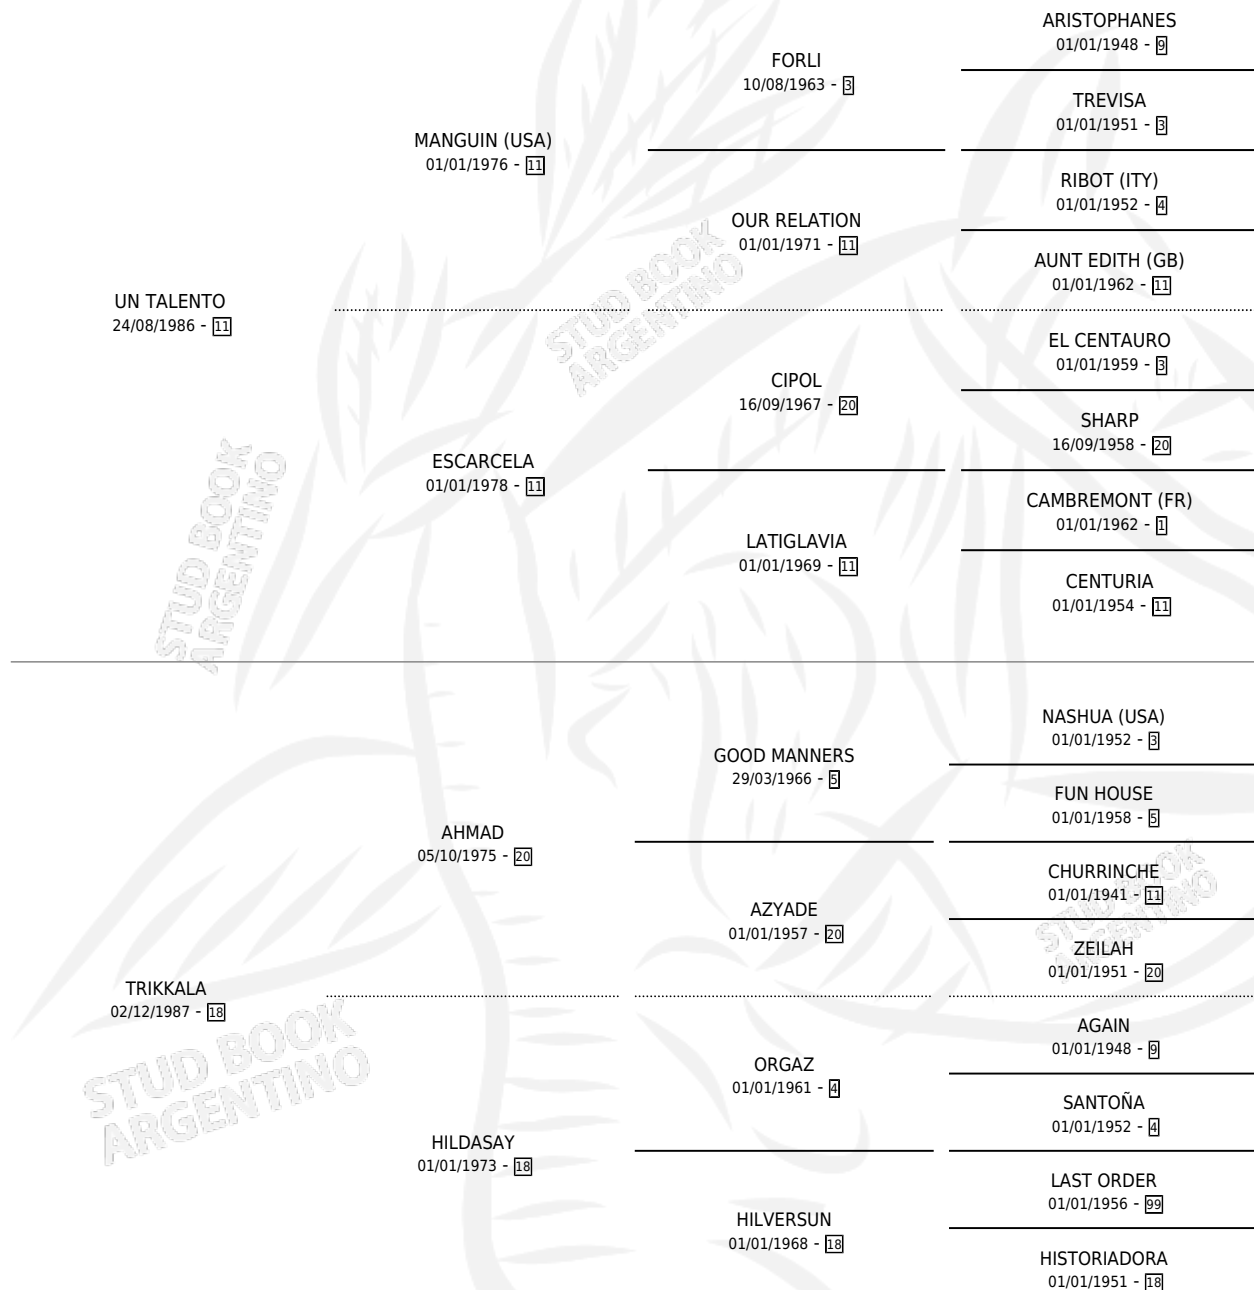 ARISTOPHANES
01/01/1948 - 9
FORLI
10/08/1963 - 3
TREVISA
01/01/1951 - 3
MANGUIN (USA)
01/01/1976 - 11
RIBOT (ITY)
01/01/1952 - 4
OUR RELATION
01/01/1971 - 11
AUNT EDITH (GB)
01/01/1962 - 11
UN TALENTO
24/08/1986 - 11
EL CENTAURO
01/01/1959 - 3
CIPOL
16/09/1967 - 20
SHARP
16/09/1958 - 20
ESCARCELA
01/01/1978 - 11
CAMBREMONT (FR)
01/01/1962 - 1
LATIGLAVIA
01/01/1969 - 11
CENTURIA
01/01/1954 - 11
NASHUA (USA)
01/01/1952 - 3
GOOD MANNERS
29/03/1966 - 5
FUN HOUSE
01/01/1958 - 5
AHMAD
05/10/1975 - 20
CHURRINCHE
01/01/1941 - 11
AZYADE
01/01/1957 - 20
ZEILAH
01/01/1951 - 20
TRIKKALA
02/12/1987 - 18
AGAIN
01/01/1948 - 9
ORGAZ
01/01/1961 - 4
SANTOÑA
01/01/1952 - 4
HILDASAY
01/01/1973 - 18
LAST ORDER
01/01/1956 - 99
HILVERSUN
01/01/1968 - 18
HISTORIADORA
01/01/1951 - 18
STUD BOOK
ARGENTINO
STUD BOOK
ARGENTINO
STUD BOOK
ARGENTINO
STUD BOOK
ARGENTINO